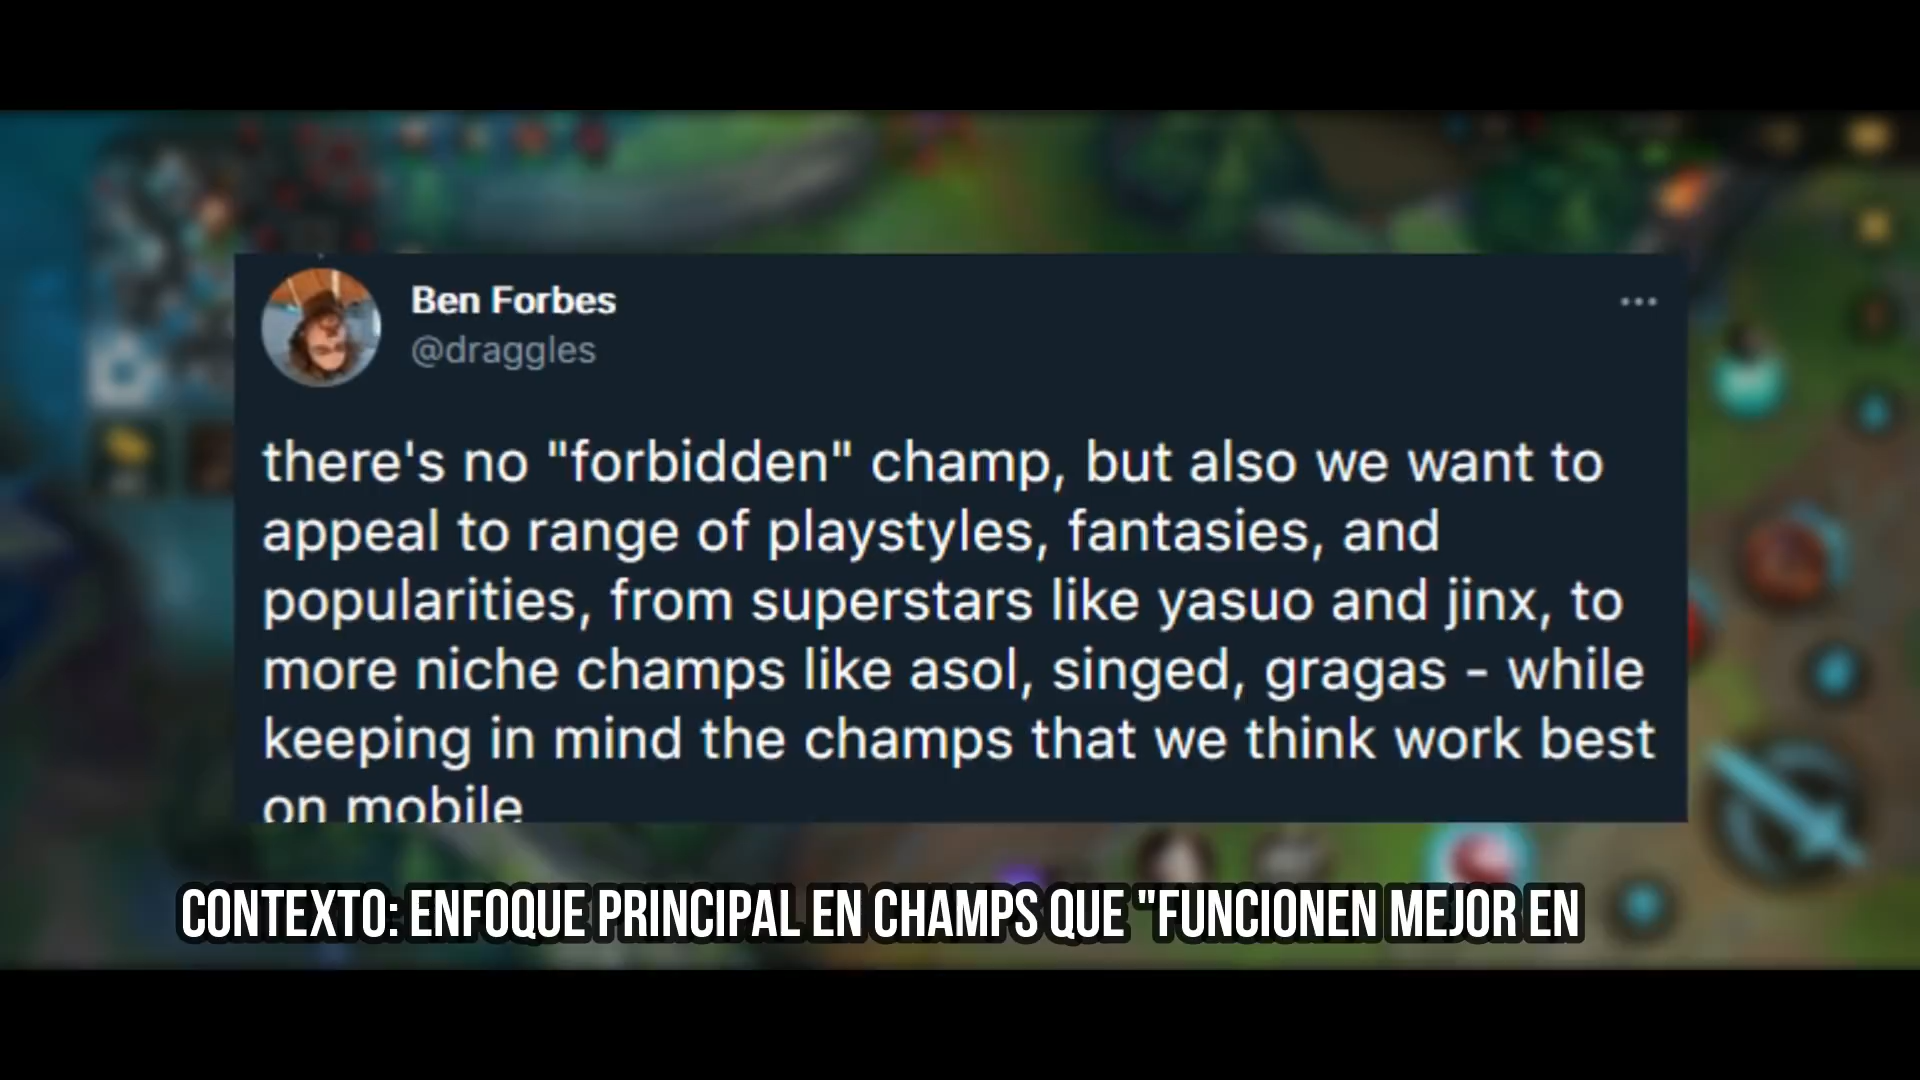 Ben Forbes
@draggles
there's no "forbidden" champ, but also we want to
appeal to range of playstyles, fantasies, and
popularities, from superstars like yasuo and jinx, to
more niche champs like asol, singed, gragas - while
keeping in mind the champs that we think work best
on mobile
CONTEXTO: ENFOQUE PRINCIPAL EN CHAMPS QUE "FUNCIONEN MEJOR EN